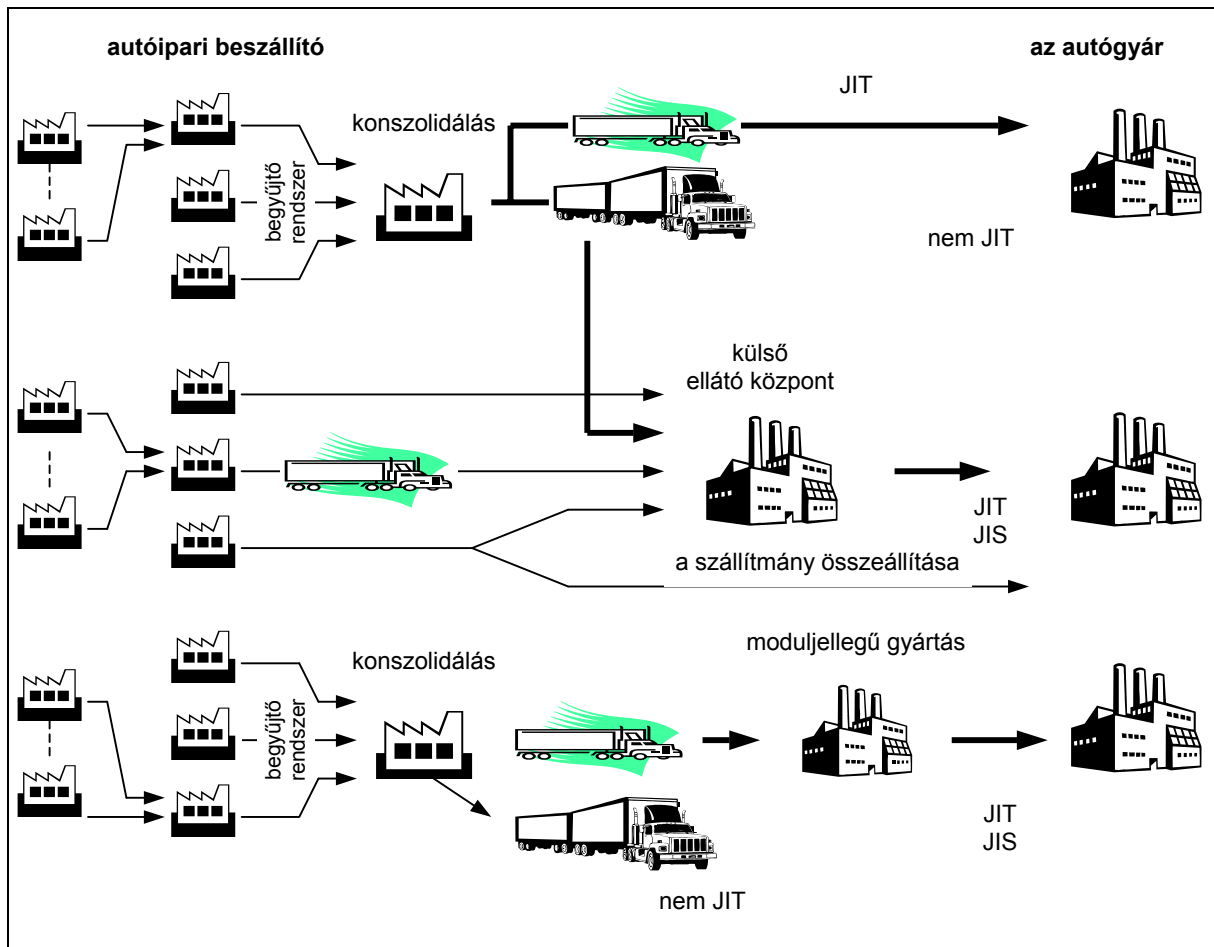 autóipari beszállító
az autógyár
JIT
konszolidálás
begyűjtő
rendszer
nem JIT
külső
ellátó központ
JIT
JIS
a szállítmány összeállítása
moduljellegű gyártás
konszolidálás
begyűjtő
rendszer
JIT
JIS
nem JIT